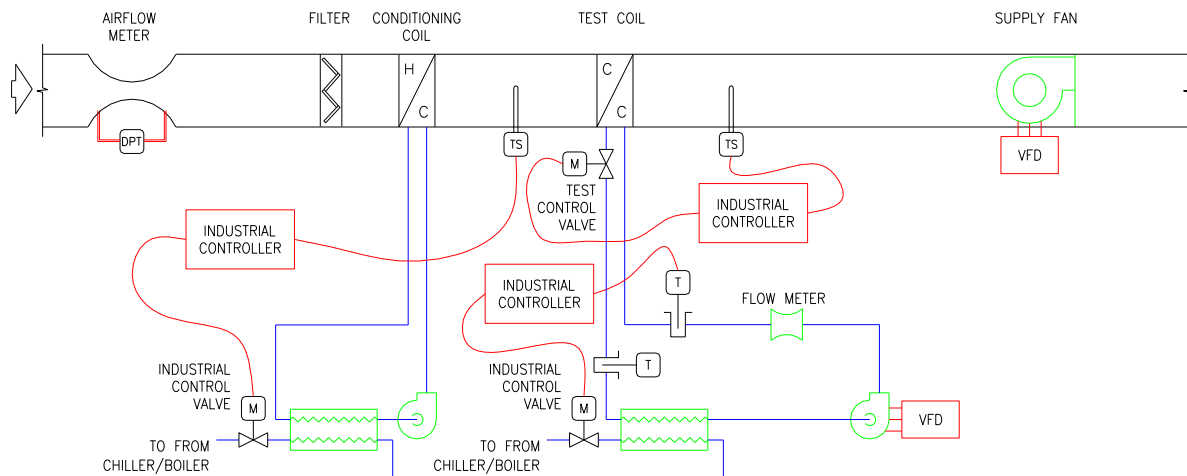 AIRFLOW
METER
FILTER
CONDITIONING
COIL
TEST COIL
SUPPLY FAN
H
C
C
C
DPT
TS
TS
VFD
M
TEST
CONTROL
VALVE
INDUSTRIAL
CONTROLLER
INDUSTRIAL
CONTROLLER
INDUSTRIAL
CONTROLLER
T
FLOW METER
T
INDUSTRIAL
CONTROL
VALVE
M
INDUSTRIAL
CONTROL
VALVE
M
VFD
TO FROM
CHILLER/BOILER
TO FROM
CHILLER/BOILER